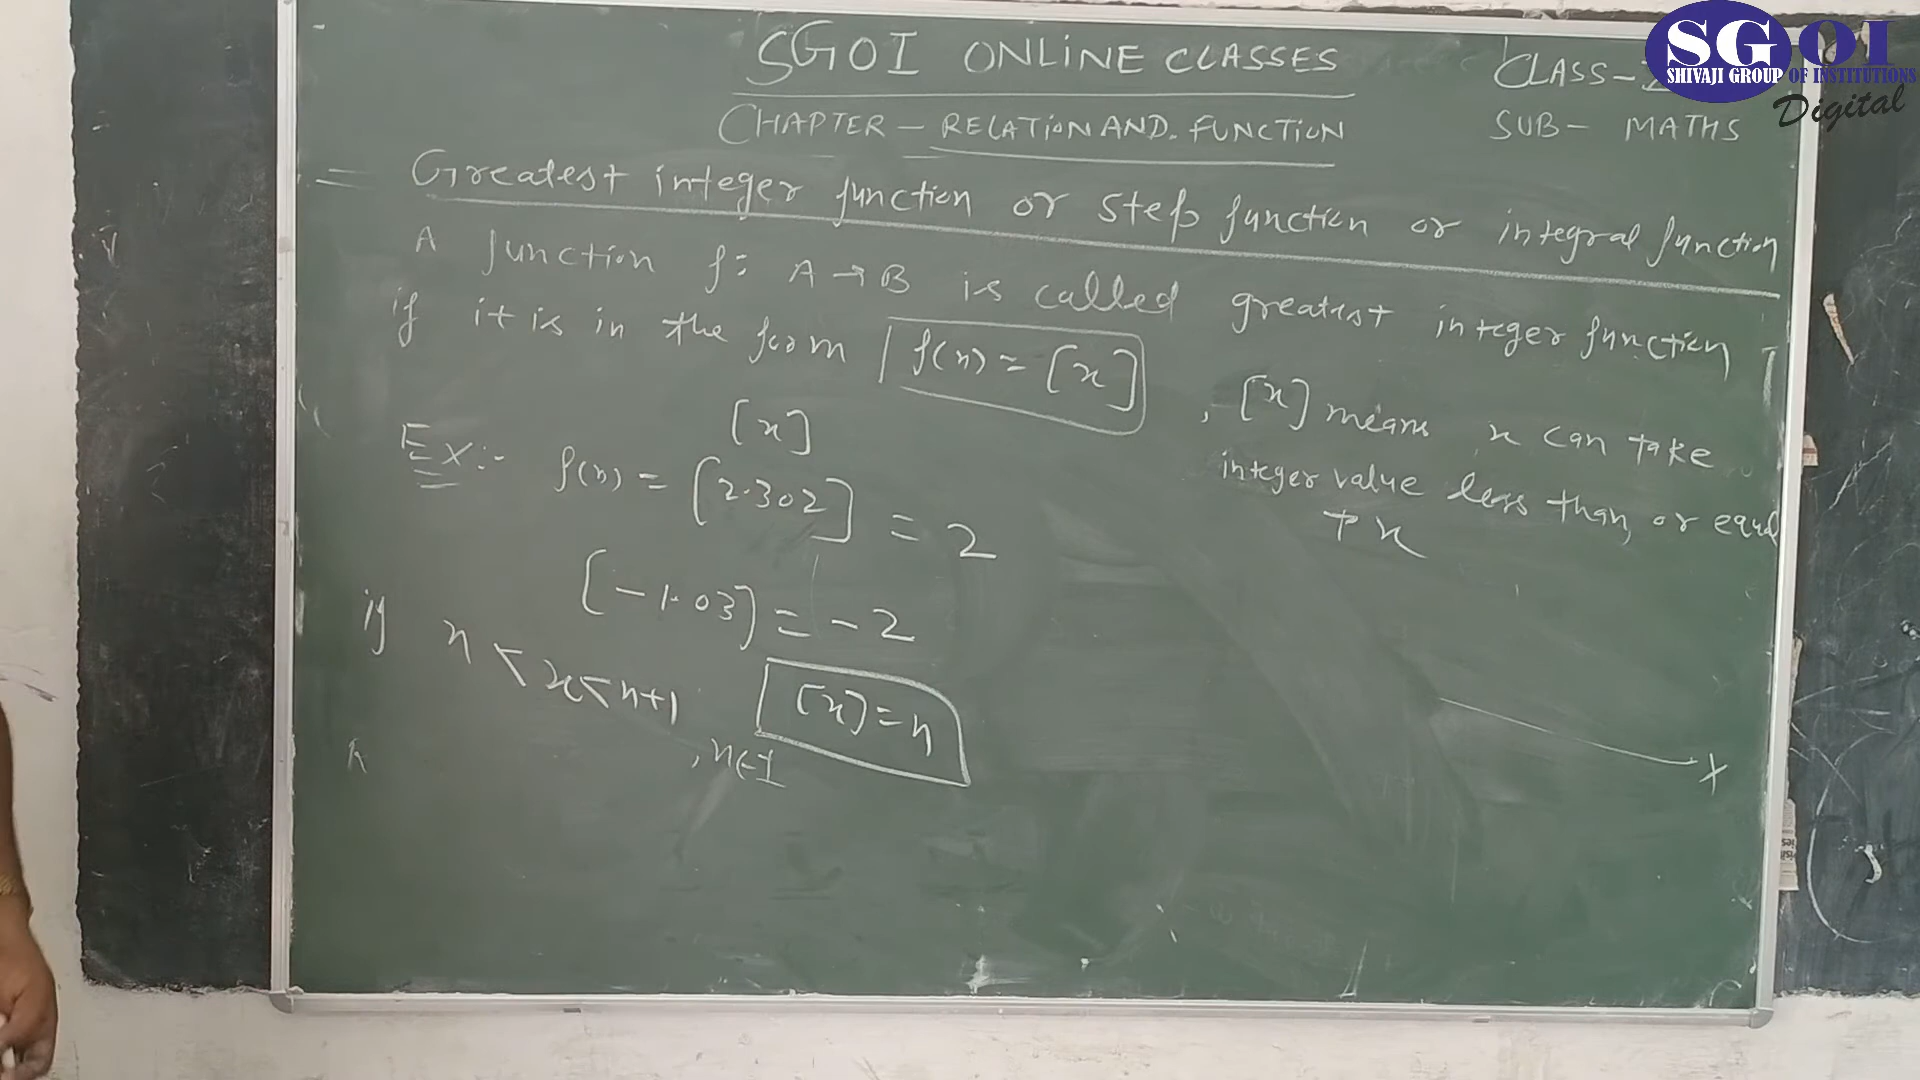 SGOI ONLINE CLASSES
CLASS-
SGOI
SHIVAJI GROUP OF INSTITUTIONS
Digital
CHAPTER - RELATION AND. FUNCTION
SUB- MATHS
= Greatest integer function or step function or integral function
A function f: A→B is called greatest integer function
if it is in the form f(x) = [x]
, [x] means x can take
integer value less than, or equal
to x
[x]
Ex:- f(x) = [2.302] = 2
[-1.03] = -2
if n < x < n+1 [x] = n
, n∈I
x